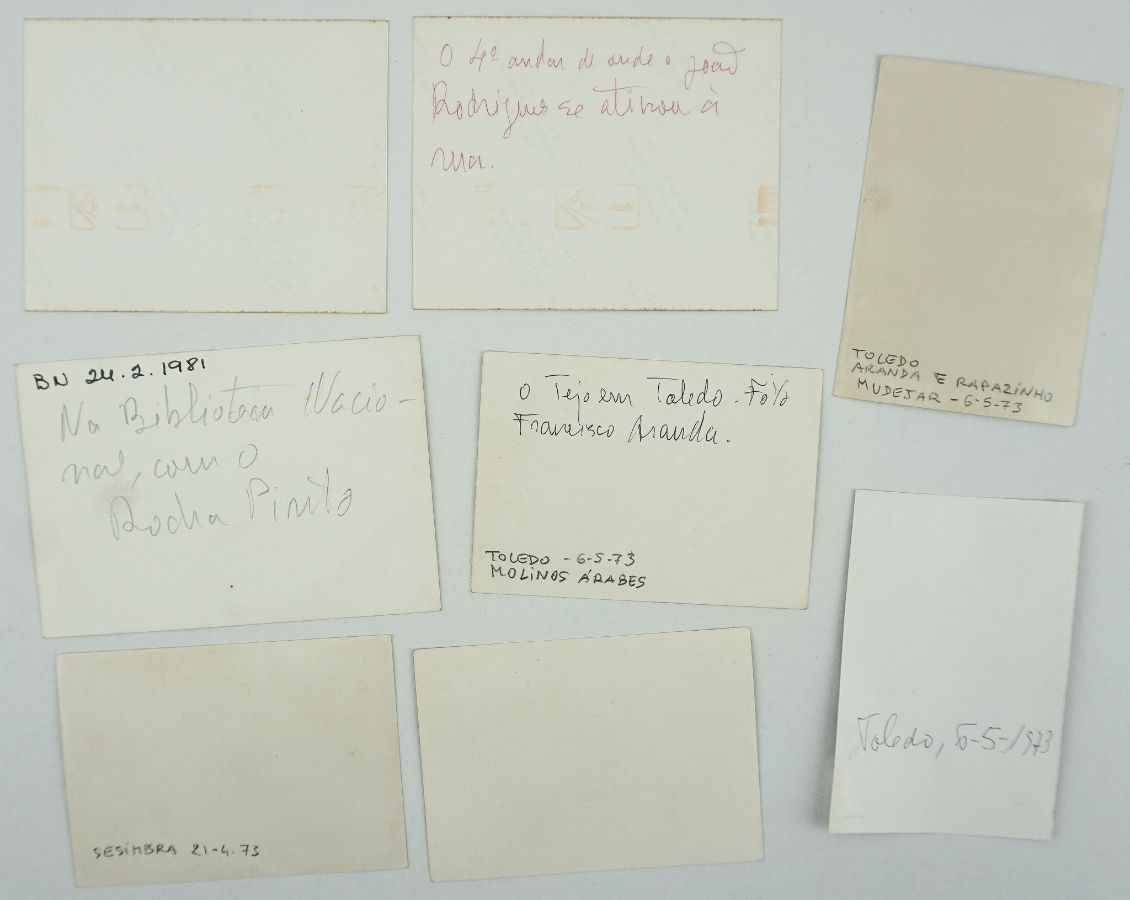 O 4º andar de onde o João
Rodrigues se atirou à
rua.
TOLEDO
ARANDA E RAPAZINHO
MUDEJAR - 6-5-73
BN 24.2.1981
Na Biblioteca Nacio-
nal, com o
Rocha Pinto
O Tejo em Toledo. Foto
Francisco Aranda.
TOLEDO - 6-5-73
MOLINOS ÁRABES
Toledo, 6-5-1973
SESIMBRA 21-4-73